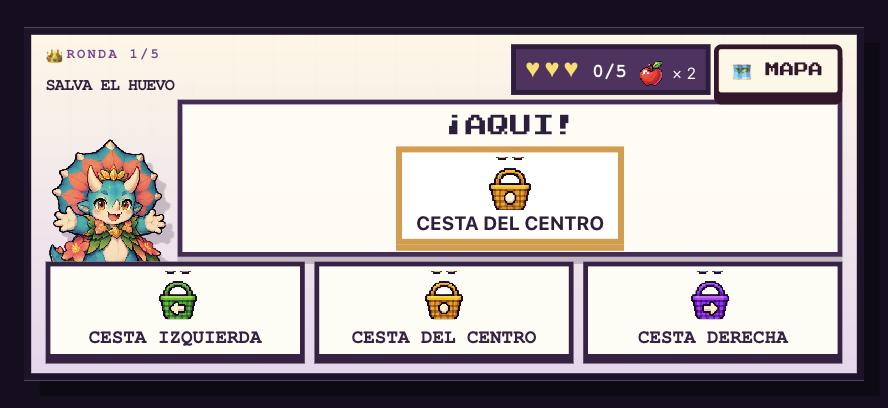 RONDA 1/5
SALVA EL HUEVO
0/5
× 2
MAPA
¡AQUI!
CESTA DEL CENTRO
CESTA IZQUIERDA
CESTA DEL CENTRO
CESTA DERECHA